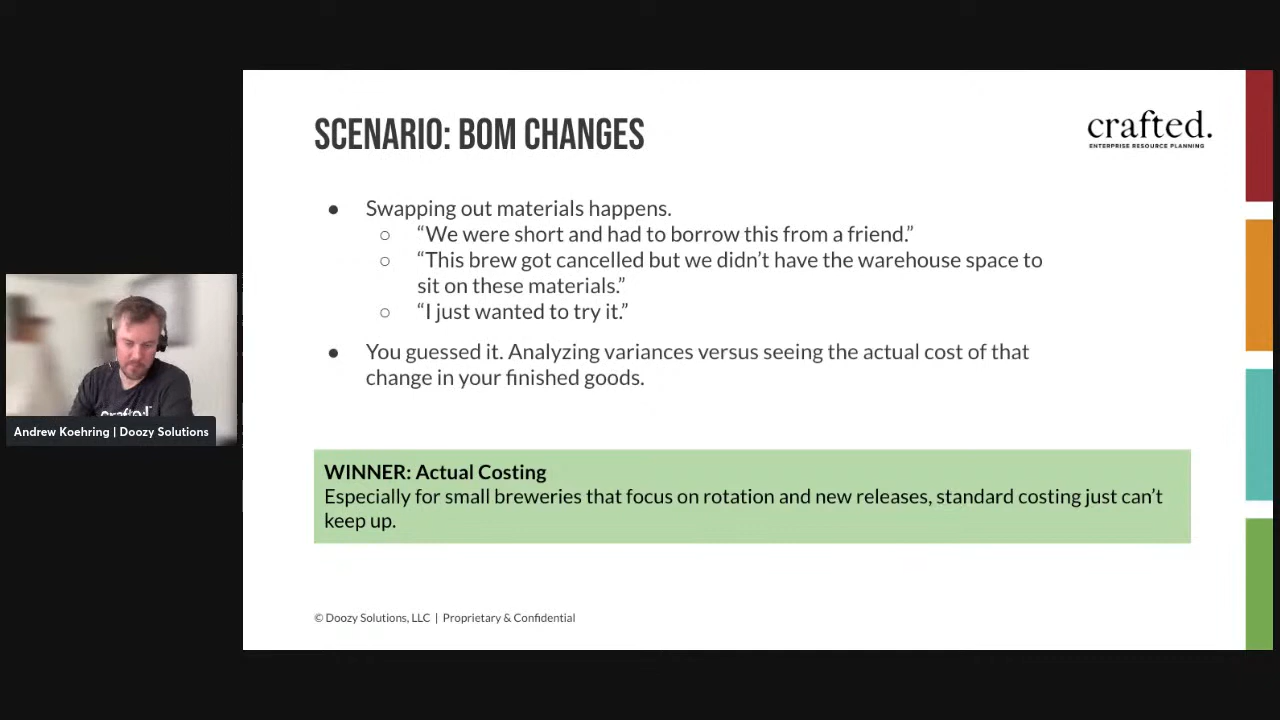 SCENARIO: BOM CHANGES
crafted.
ENTERPRISE RESOURCE PLANNING
● Swapping out materials happens.
○ “We were short and had to borrow this from a friend.”
○ “This brew got cancelled but we didn’t have the warehouse space to
sit on these materials.”
○ “I just wanted to try it.”
● You guessed it. Analyzing variances versus seeing the actual cost of that
change in your finished goods.
crafted.
Andrew Koehring | Doozy Solutions
WINNER: Actual Costing
Especially for small breweries that focus on rotation and new releases, standard costing just can’t
keep up.
© Doozy Solutions, LLC | Proprietary & Confidential